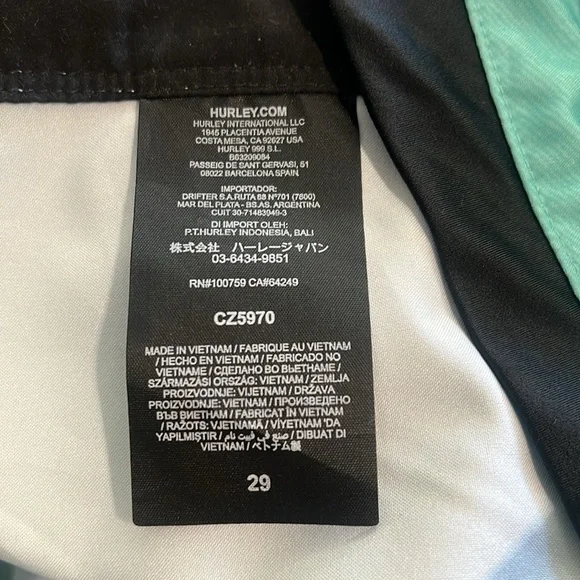 HURLEY.COM
HURLEY INTERNATIONAL LLC
1945 PLACENTIA AVENUE
COSTA MESA, CA 92627 USA
HURLEY 999 S.L.
B63209084
PASSEIG DE SANT GERVASI, 51
08022 BARCELONA SPAIN
IMPORTADOR:
DRIFTER S.A.RUTA 88 Nº701 (7600)
MAR DEL PLATA - BS.AS. ARGENTINA
CUIT 30-71483949-3
DI IMPORT OLEH:
P.T.HURLEY INDONESIA, BALI
株式会社 ハーレージャパン
03-6434-9851
RN#100759 CA#64249
CZ5970
MADE IN VIETNAM / FABRIQUE AU VIETNAM
/ HECHO EN VIETNAM / FABRICADO NO
VIETNAME / СДЕЛАНО ВО ВЬЕТНАМЕ /
SZÁRMAZÁSI ORSZÁG: VIETNAM / ZEMLJA
PROIZVODNJE: VIETNAM / DRŽAVA
PROIZVODNJE: VIJETNAM / ПРОИЗВЕДЕНО
ВЪВ ВИЕТНАМ / FABRICAT ÎN VIETNAM
/ RAŽOTS: VJETNAMĀ / VİETNAM 'DA
YAPILMIŞTIR / صنع في فييت نام / DIBUAT DI
VIETNAM / ベトナム製
29